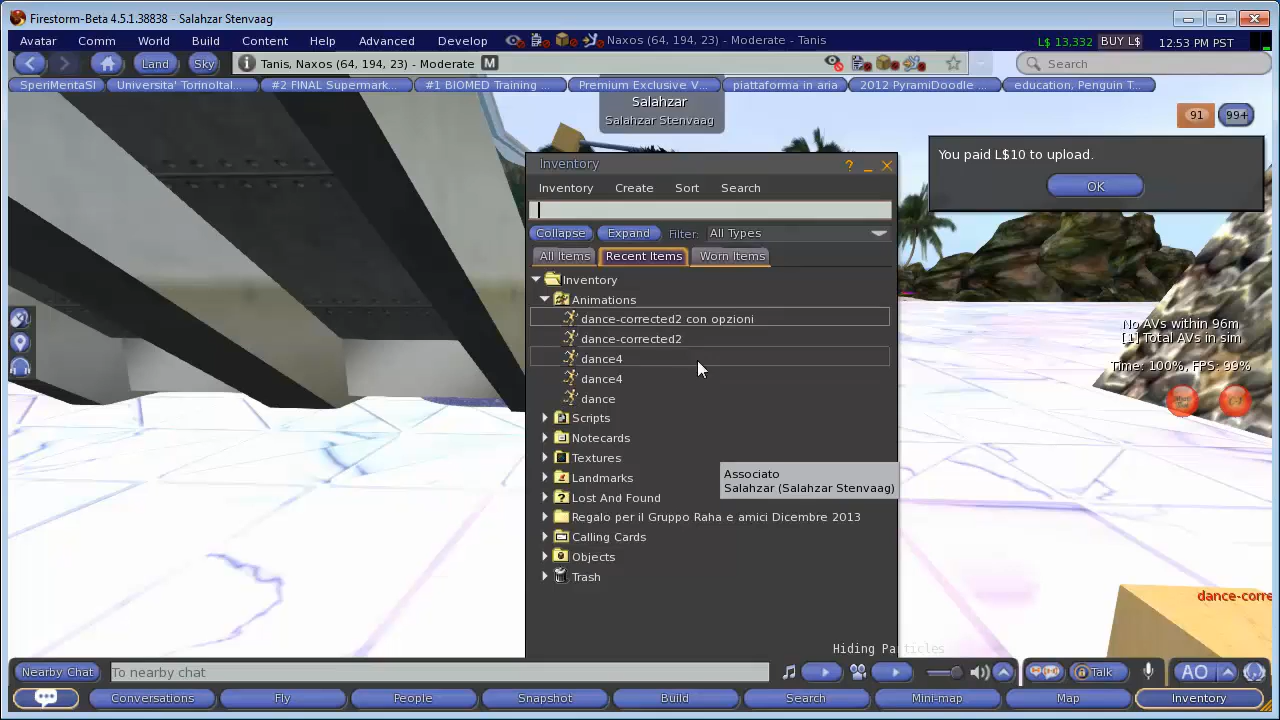 Firestorm-Beta 4.5.1.38838 - Salahzar Stenvaag
Avatar Comm World Build Content Help Advanced Develop Naxos (64, 194, 23) - Moderate - Tanis L$ 13,332 BUY L$ 12:53 PM PST
Land Sky Tanis, Naxos (64, 194, 23) - Moderate M Search
SperiMentaSI Universita' TorinoItal... #2 FINAL Supermark... #1 BIOMED Training ... Premium Exclusive V... piattaforma in aria 2012 PyramiDoodle ... education, Penguin T...
Salahzar
Salahzar Stenvaag
91 99+
You paid L$10 to upload.
OK
Inventory ?
Inventory Create Sort Search
Collapse Expand Filter: All Types
All Items Recent Items Worn Items
Inventory
Animations
dance-corrected2 con opzioni
dance-corrected2
dance4
dance4
dance
Scripts
Notecards
Textures
Landmarks
Lost And Found
Regalo per il Gruppo Raha e amici Dicembre 2013
Calling Cards
Objects
Trash
Associato
Salahzar (Salahzar Stenvaag)
No AVs within 96m
[1] Total AVs in sim
Time: 100%, FPS: 90%
dance-corre
Hiding Particles
Nearby Chat To nearby chat Talk AO
Conversations Fly People Snapshot Build Search Mini-map Map Inventory